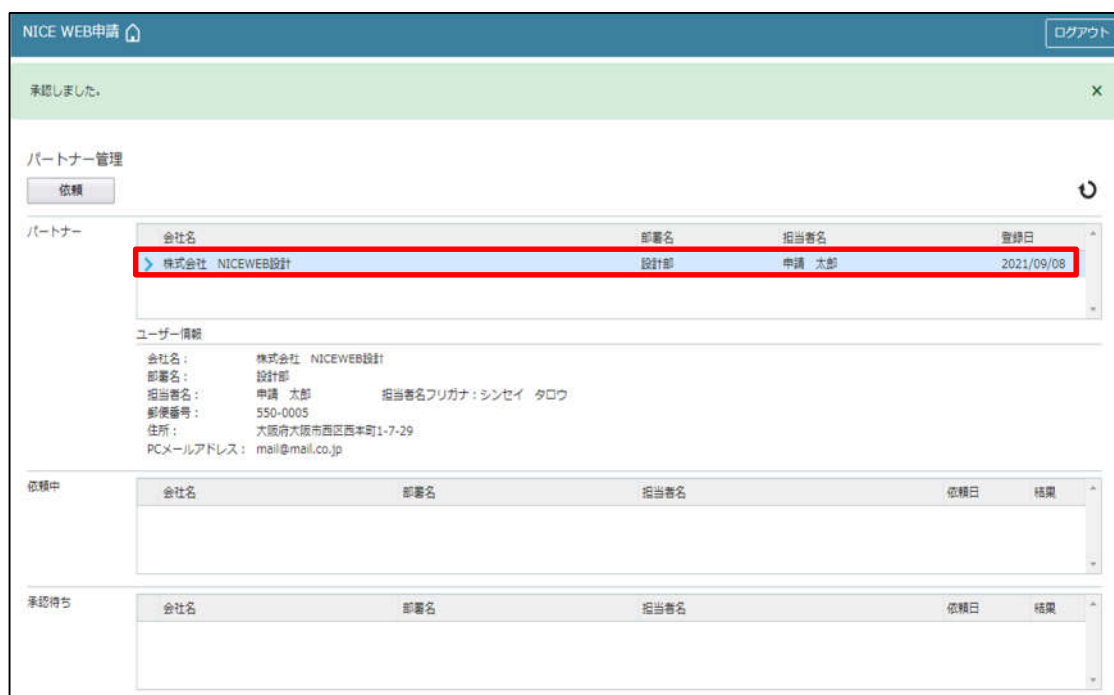 NICE WEB申請 ログアウト
承認しました。 ×
パートナー管理
依頼
パートナー
会社名 部署名 担当者名 登録日
株式会社 NICEWEB設計 設計部 申請 太郎 2021/09/08
ユーザー情報
会社名： 株式会社 NICEWEB設計
部署名： 設計部
担当者名： 申請 太郎 担当者名フリガナ：シンセイ タロウ
郵便番号： 550-0005
住所： 大阪府大阪市西区西本町1-7-29
PCメールアドレス： mail@mail.co.jp
依頼中
会社名 部署名 担当者名 依頼日 結果
承認待ち
会社名 部署名 担当者名 依頼日 結果